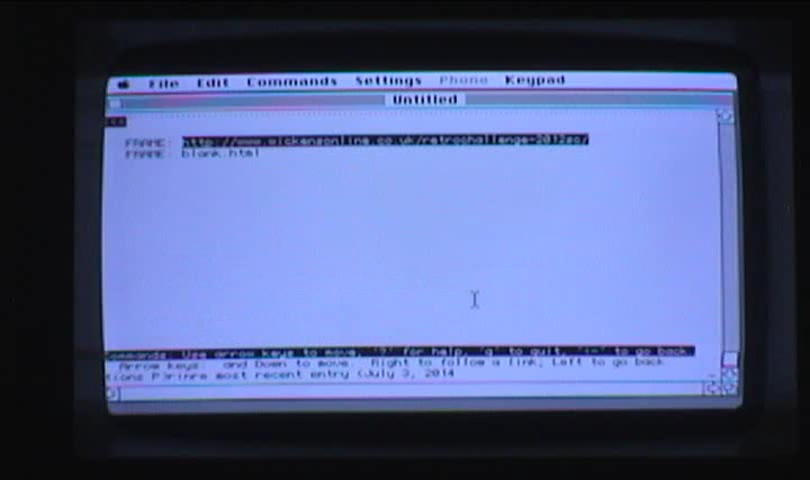 File Edit Commands Settings Phone Keypad
Untitled
FRAME: http://www.wickensonline.co.uk/retrochallenge-2012sc/
FRAME: blank.html
Commands: Use arrow keys to move, '?' for help, 'q' to quit, '<-' to go back.
Arrow keys: and Down to move. Right to follow a link; Left to go back
most recent entry (July 3, 2014